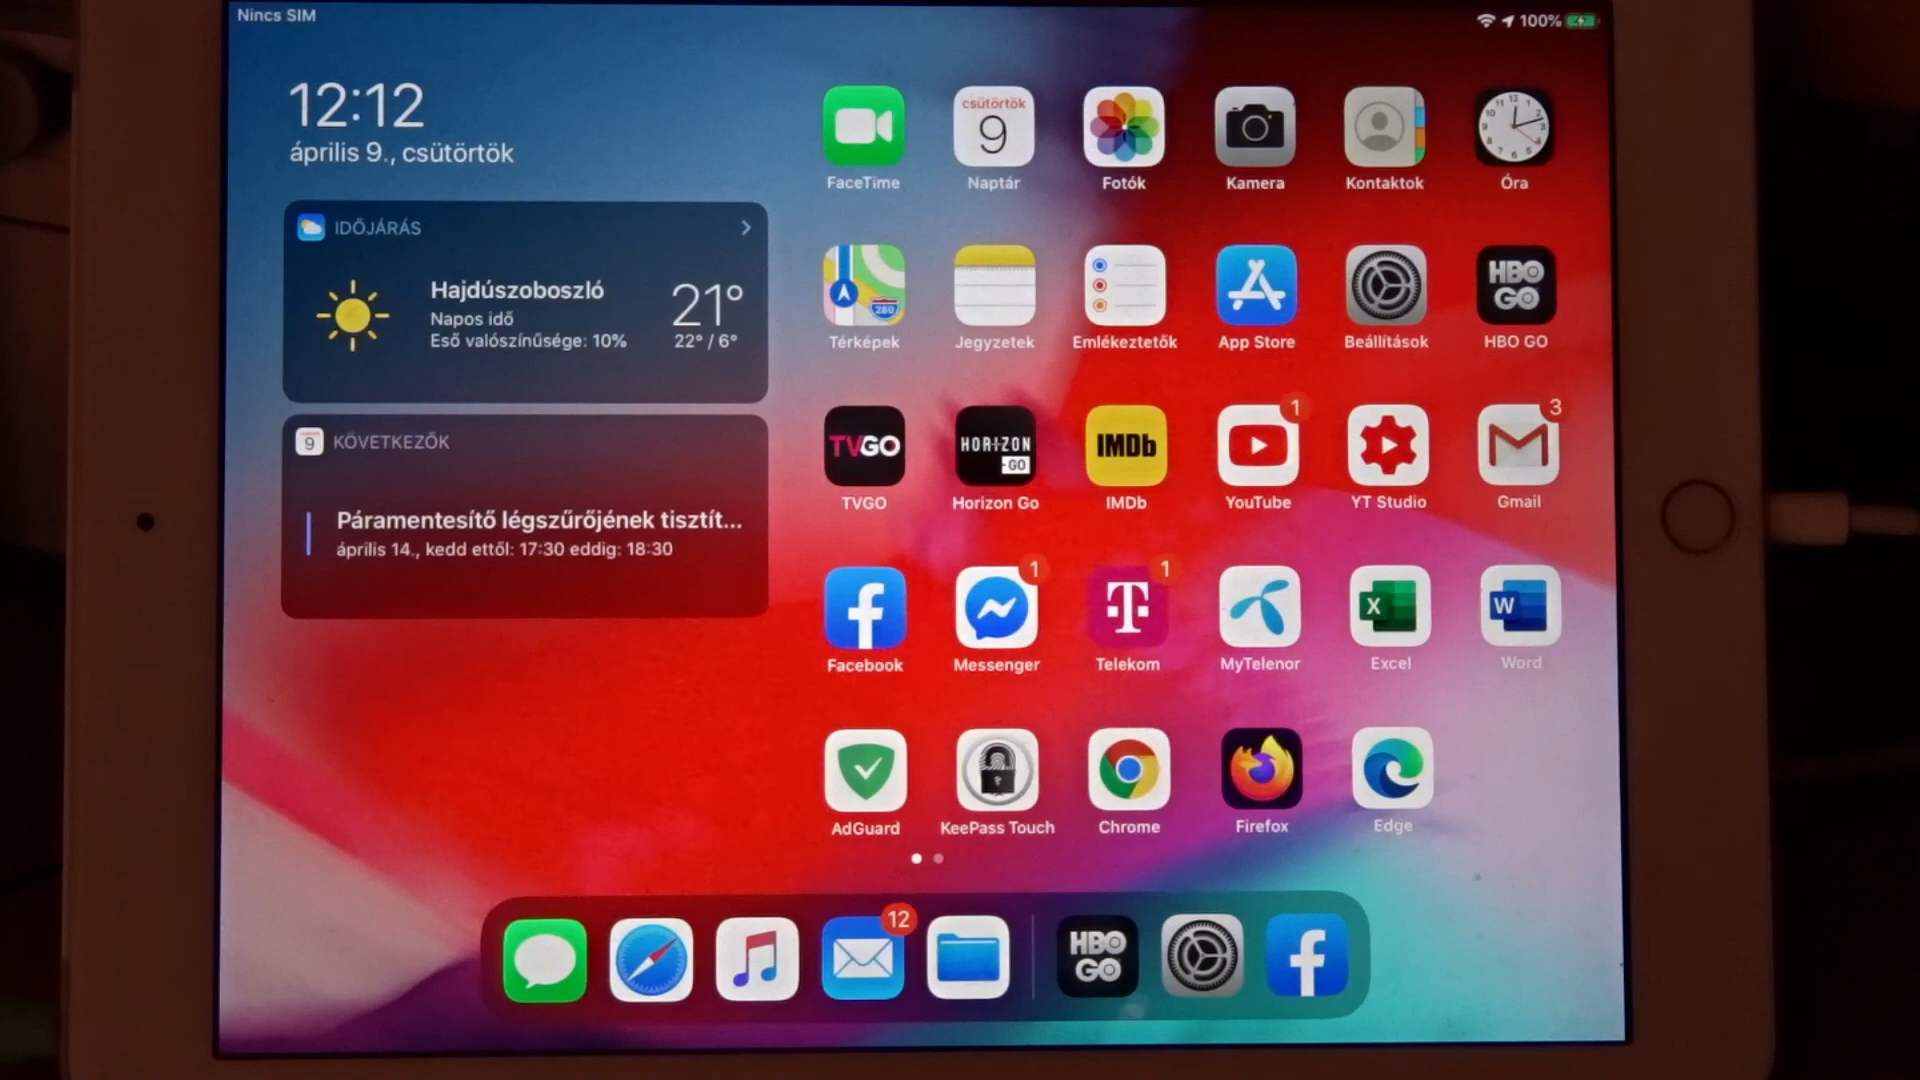 Nincs SIM
100%
12:12
április 9., csütörtök
IDŐJÁRÁS
Hajdúszoboszló
Napos idő
Eső valószínűsége: 10%
21°
22° / 6°
9
KÖVETKEZŐK
Páramentesítő légszűrőjének tisztít...
április 14., kedd ettől: 17:30 eddig: 18:30
csütörtök
9
FaceTime
Naptár
Fotók
Kamera
Kontaktok
Óra
280
HBO
GO
Térképek
Jegyzetek
Emlékeztetők
App Store
Beállítások
HBO GO
TVGO
HORIZON
GO
IMDb
1
3
TVGO
Horizon Go
IMDb
YouTube
YT Studio
Gmail
1
T
1
X
W
Facebook
Messenger
Telekom
MyTelenor
Excel
Word
AdGuard
KeePass Touch
Chrome
Firefox
Edge
12
HBO
GO